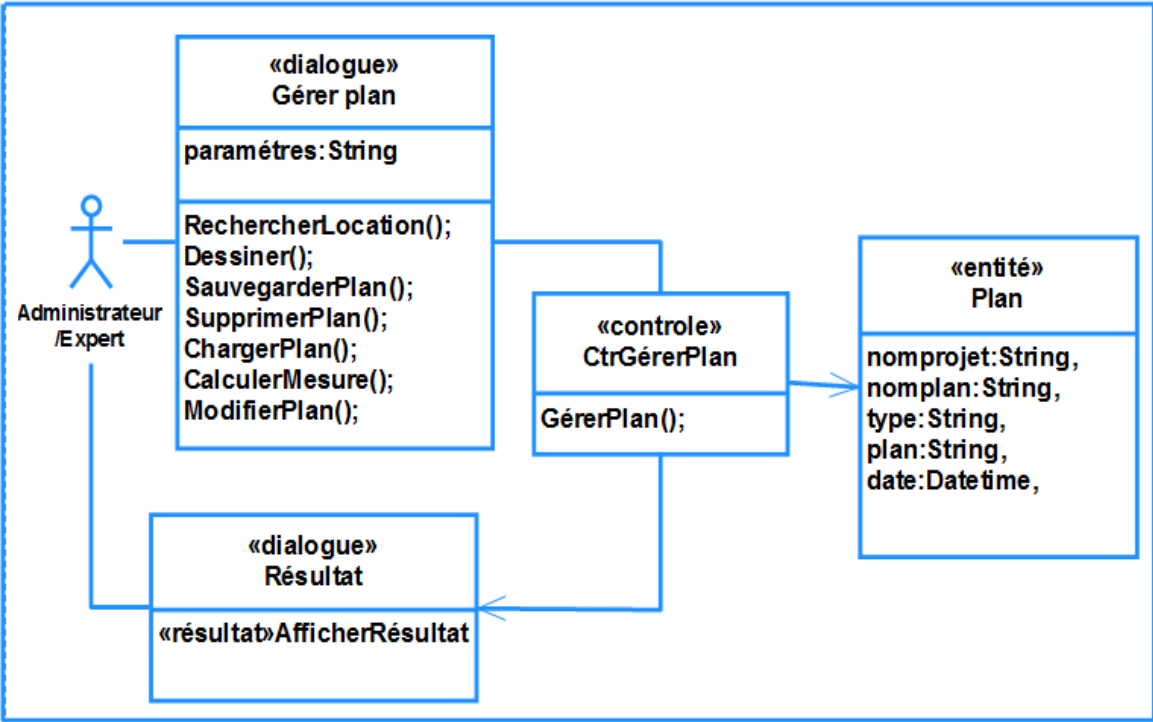 «dialogue»
Gérer plan
paramétres:String
RechercherLocation();
Dessiner();
SauvegarderPlan();
SupprimerPlan();
ChargerPlan();
CalculerMesure();
ModifierPlan();
Administrateur
/Expert
«controle»
CtrGérerPlan
GérerPlan();
«entité»
Plan
nomprojet:String,
nomplan:String,
type:String,
plan:String,
date:Datetime,
«dialogue»
Résultat
«résultat»AfficherRésultat